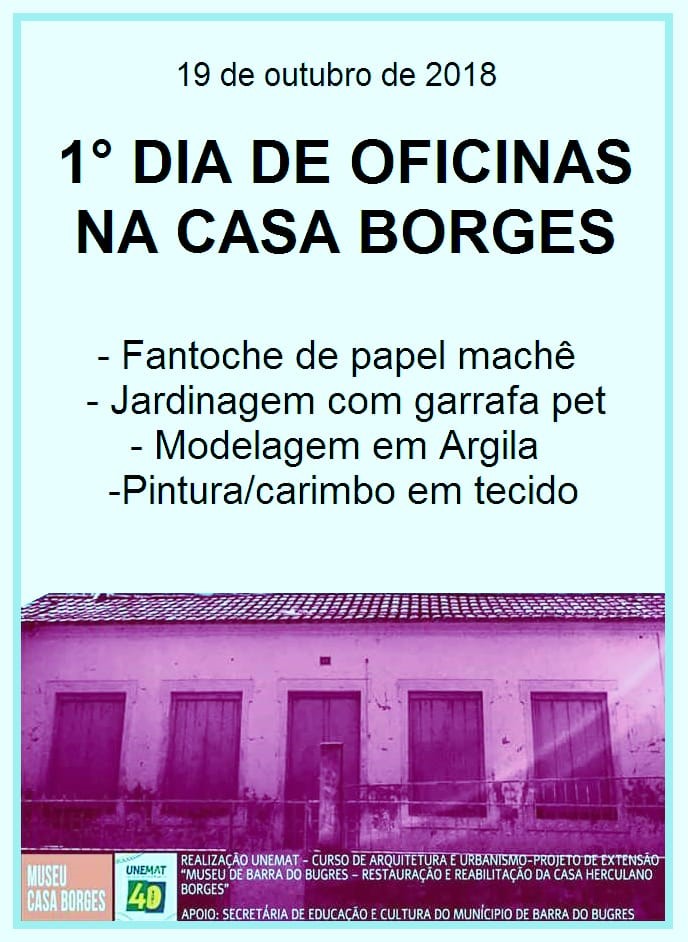 19 de outubro de 2018
1° DIA DE OFICINAS
NA CASA BORGES
- Fantoche de papel machê
- Jardinagem com garrafa pet
- Modelagem em Argila
-Pintura/carimbo em tecido
MUSEU
CASA BORGES
UNEMAT
40
REALIZAÇÃO UNEMAT - CURSO DE ARQUITETURA E URBANISMO-PROJETO DE EXTENSÃO
"MUSEU DE BARRA DO BUGRES - RESTAURAÇÃO E REABILITAÇÃO DA CASA HERCULANO
BORGES"
APOIO: SECRETÁRIA DE EDUCAÇÃO E CULTURA DO MUNÍCIPIO DE BARRA DO BUGRES